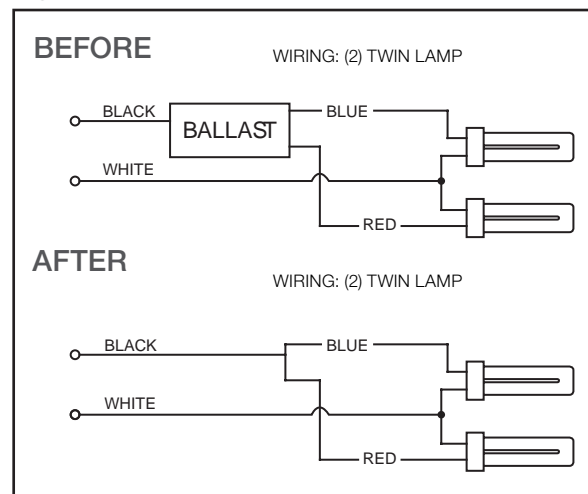 BEFORE
WIRING: (2) TWIN LAMP
BLACK
BLUE
BALLAST
WHITE
RED
AFTER
WIRING: (2) TWIN LAMP
BLACK
BLUE
WHITE
RED